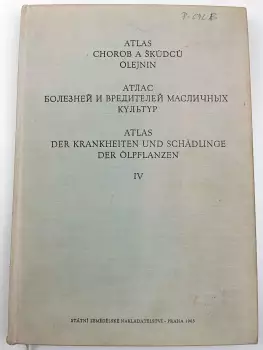 ATLAS
CHOROB A ŠKŮDCŮ
OLEJNIN
АТЛАС
БОЛЕЗНЕЙ И ВРЕДИТЕЛЕЙ МАСЛИЧНЫХ
КУЛЬТУР
ATLAS
DER KRANKHEITEN UND SCHÄDLINGE
DER ÖLPFLANZEN
IV
STÁTNÍ ZEMĚDĚLSKÉ NAKLADATELSTVÍ - PRAHA